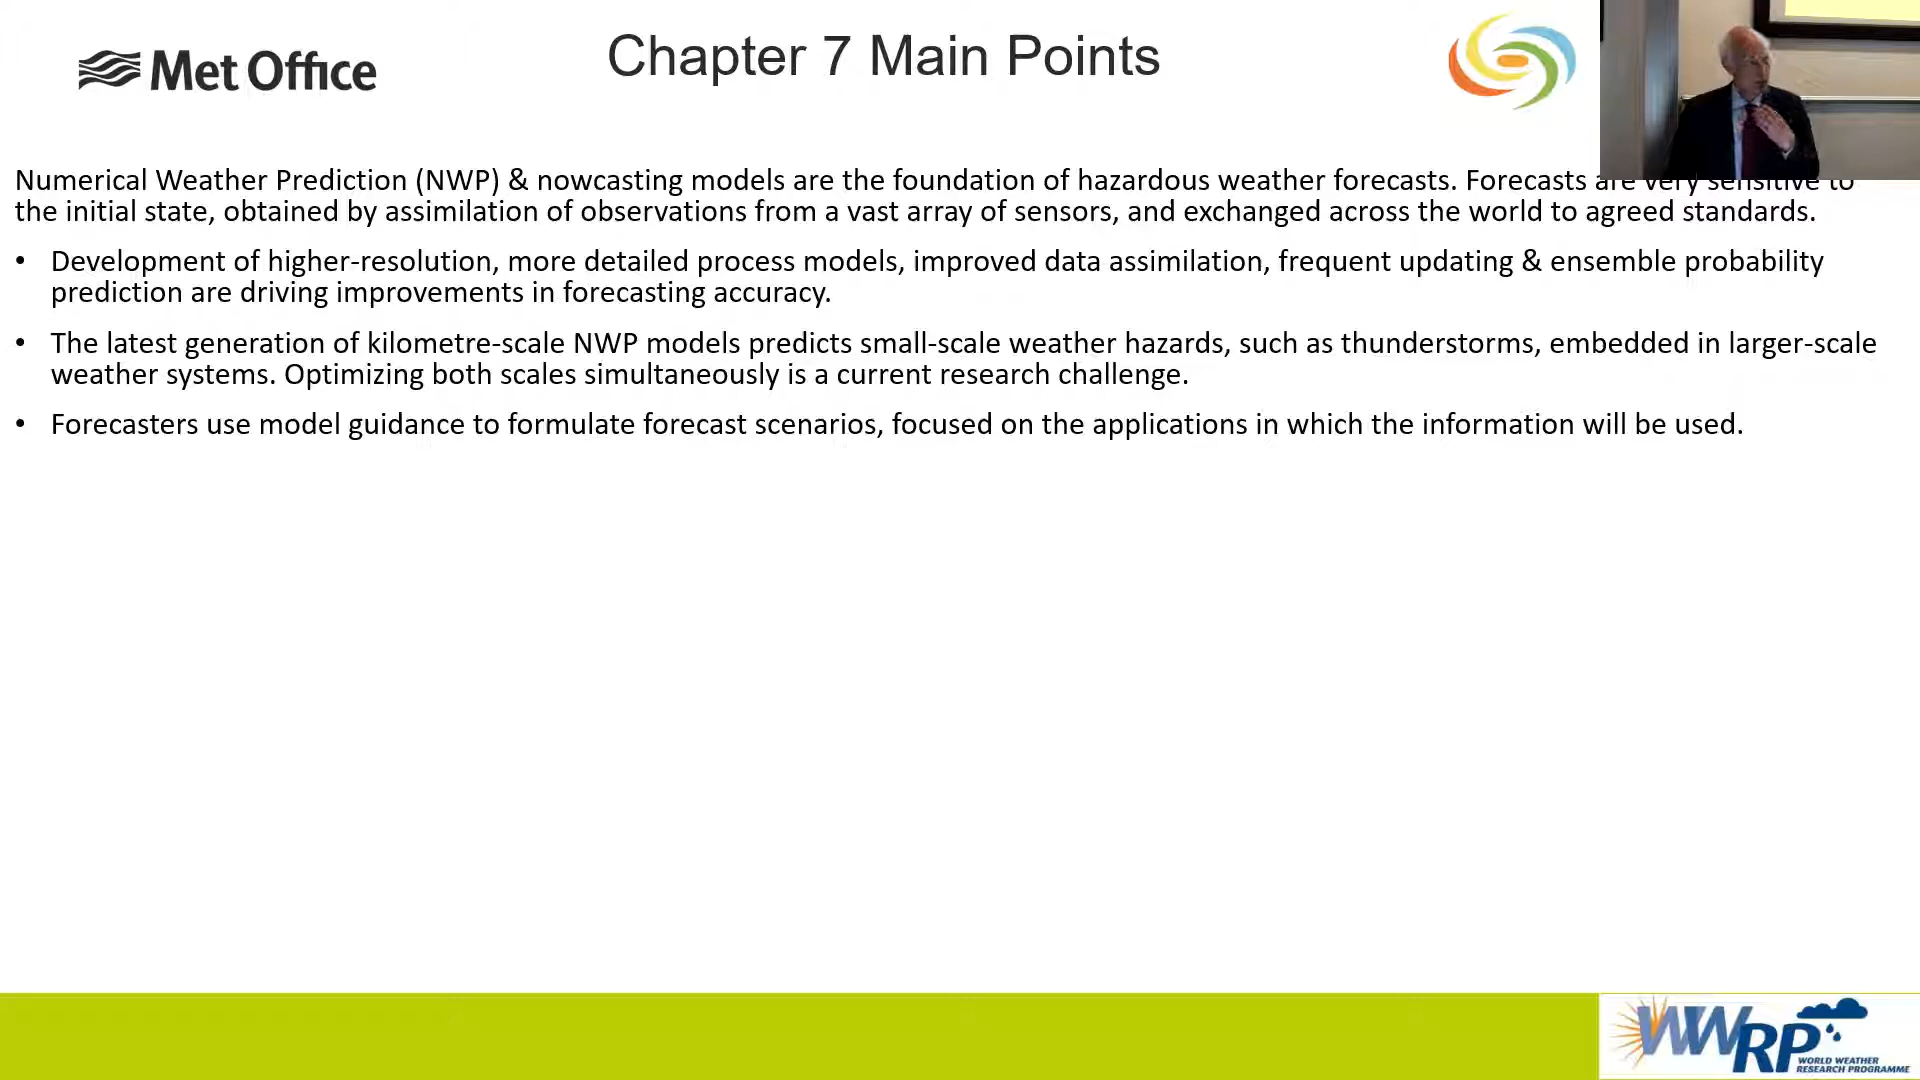 Met Office
Chapter 7 Main Points
Numerical Weather Prediction (NWP) & nowcasting models are the foundation of hazardous weather forecasts. Forecasts are very sensitive to
the initial state, obtained by assimilation of observations from a vast array of sensors, and exchanged across the world to agreed standards.
• Development of higher-resolution, more detailed process models, improved data assimilation, frequent updating & ensemble probability
prediction are driving improvements in forecasting accuracy.
• The latest generation of kilometre-scale NWP models predicts small-scale weather hazards, such as thunderstorms, embedded in larger-scale
weather systems. Optimizing both scales simultaneously is a current research challenge.
• Forecasters use model guidance to formulate forecast scenarios, focused on the applications in which the information will be used.
WWRP
WORLD WEATHER
RESEARCH PROGRAMME